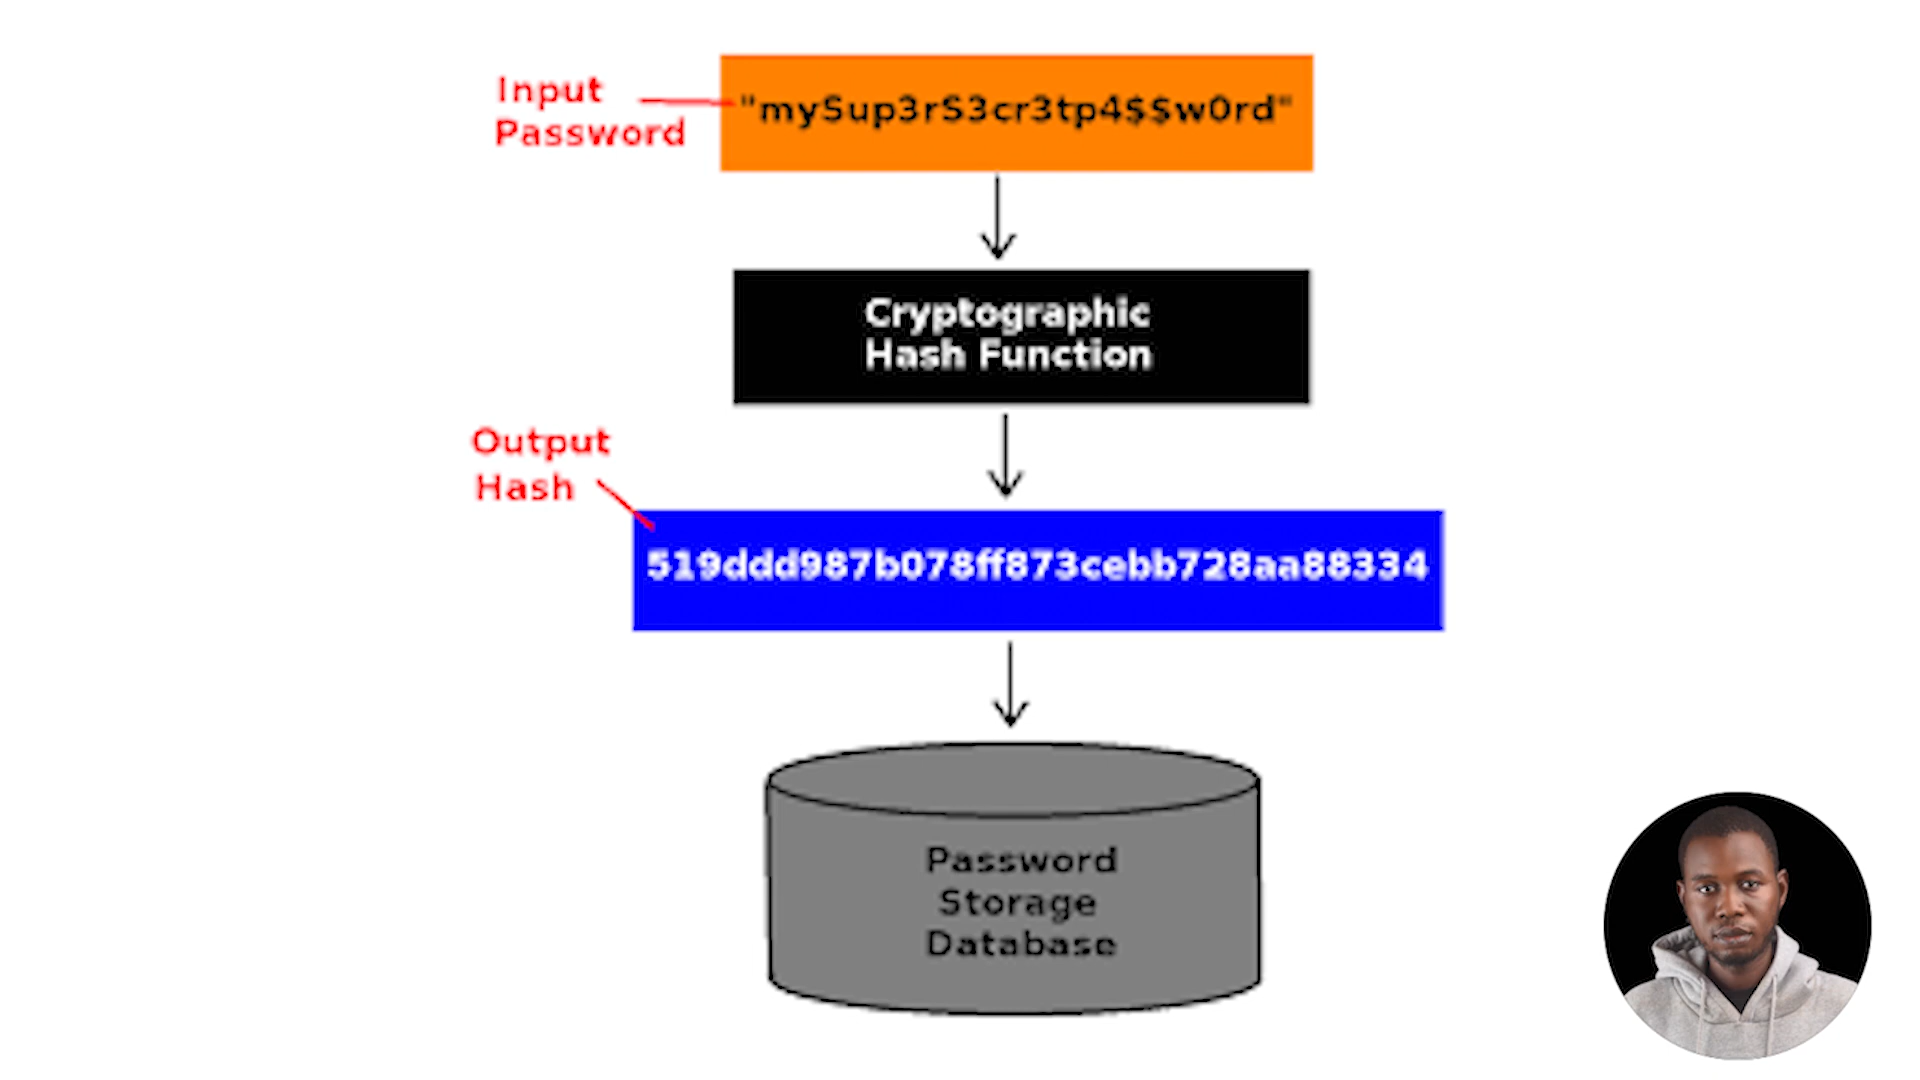 Input
Password
"mySup3rS3cr3tp4$$w0rd"
Cryptographic
Hash Function
Output
Hash
519ddd987b078ff873cebb728aa88334
Password
Storage
Database